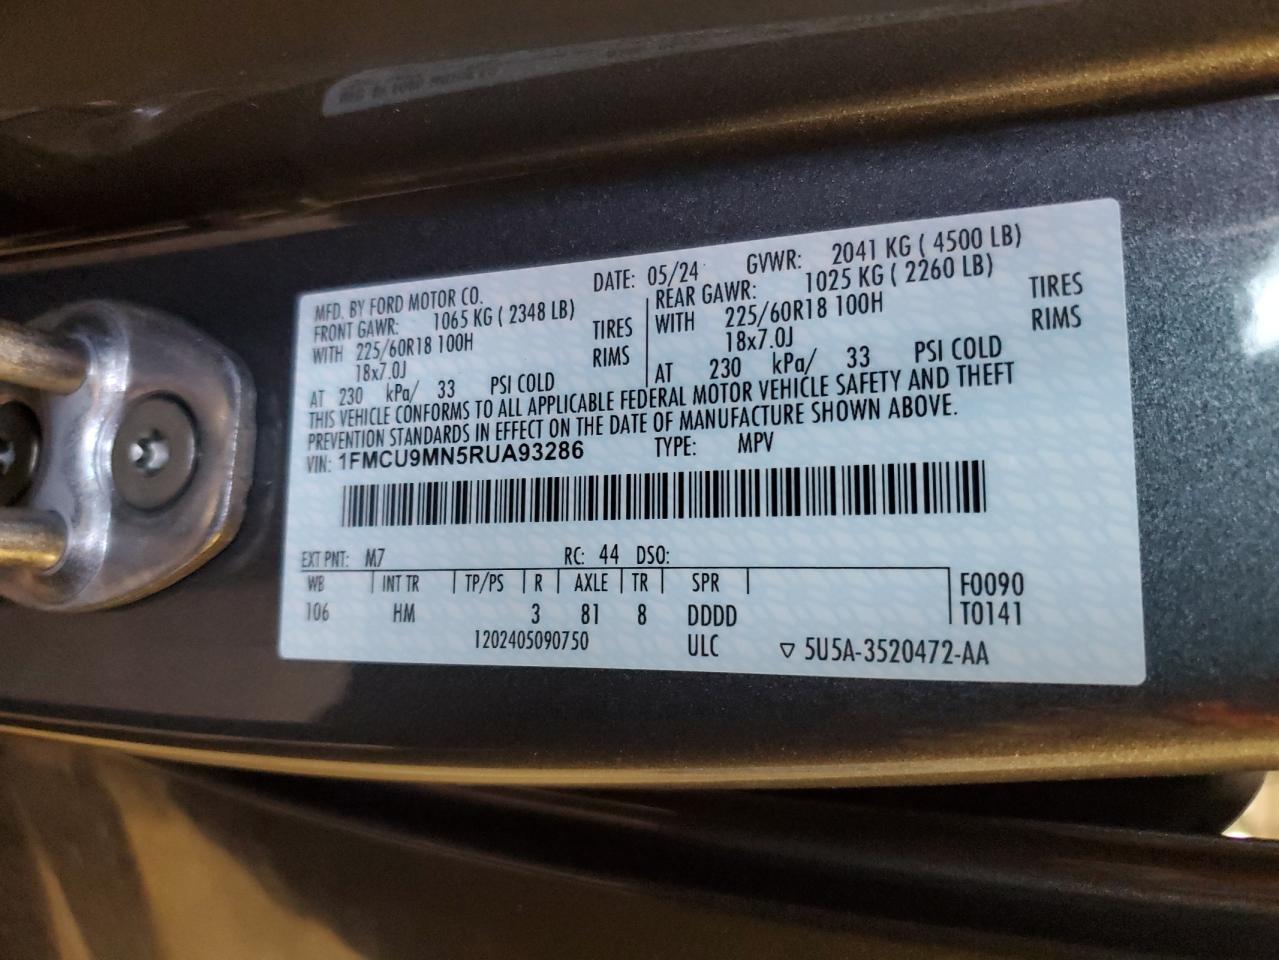 MFD. BY FORD MOTOR CO. DATE: 05/24 GVWR: 2041 KG ( 4500 LB)
FRONT GAWR: 1065 KG ( 2348 LB) REAR GAWR: 1025 KG ( 2260 LB)
WITH 225/60R18 100H TIRES WITH 225/60R18 100H TIRES
18x7.0J RIMS 18x7.0J RIMS
AT 230 kPa/ 33 PSI COLD AT 230 kPa/ 33 PSI COLD
THIS VEHICLE CONFORMS TO ALL APPLICABLE FEDERAL MOTOR VEHICLE SAFETY AND THEFT
PREVENTION STANDARDS IN EFFECT ON THE DATE OF MANUFACTURE SHOWN ABOVE.
VIN: 1FMCU9MN5RUA93286 TYPE: MPV
EXT PNT: M7 RC: 44 DSO:
WB INT TR TP/PS R AXLE TR SPR F0090
106 HM 3 81 8 DDDD T0141
1202405090750 ULC ▽ 5U5A-3520472-AA